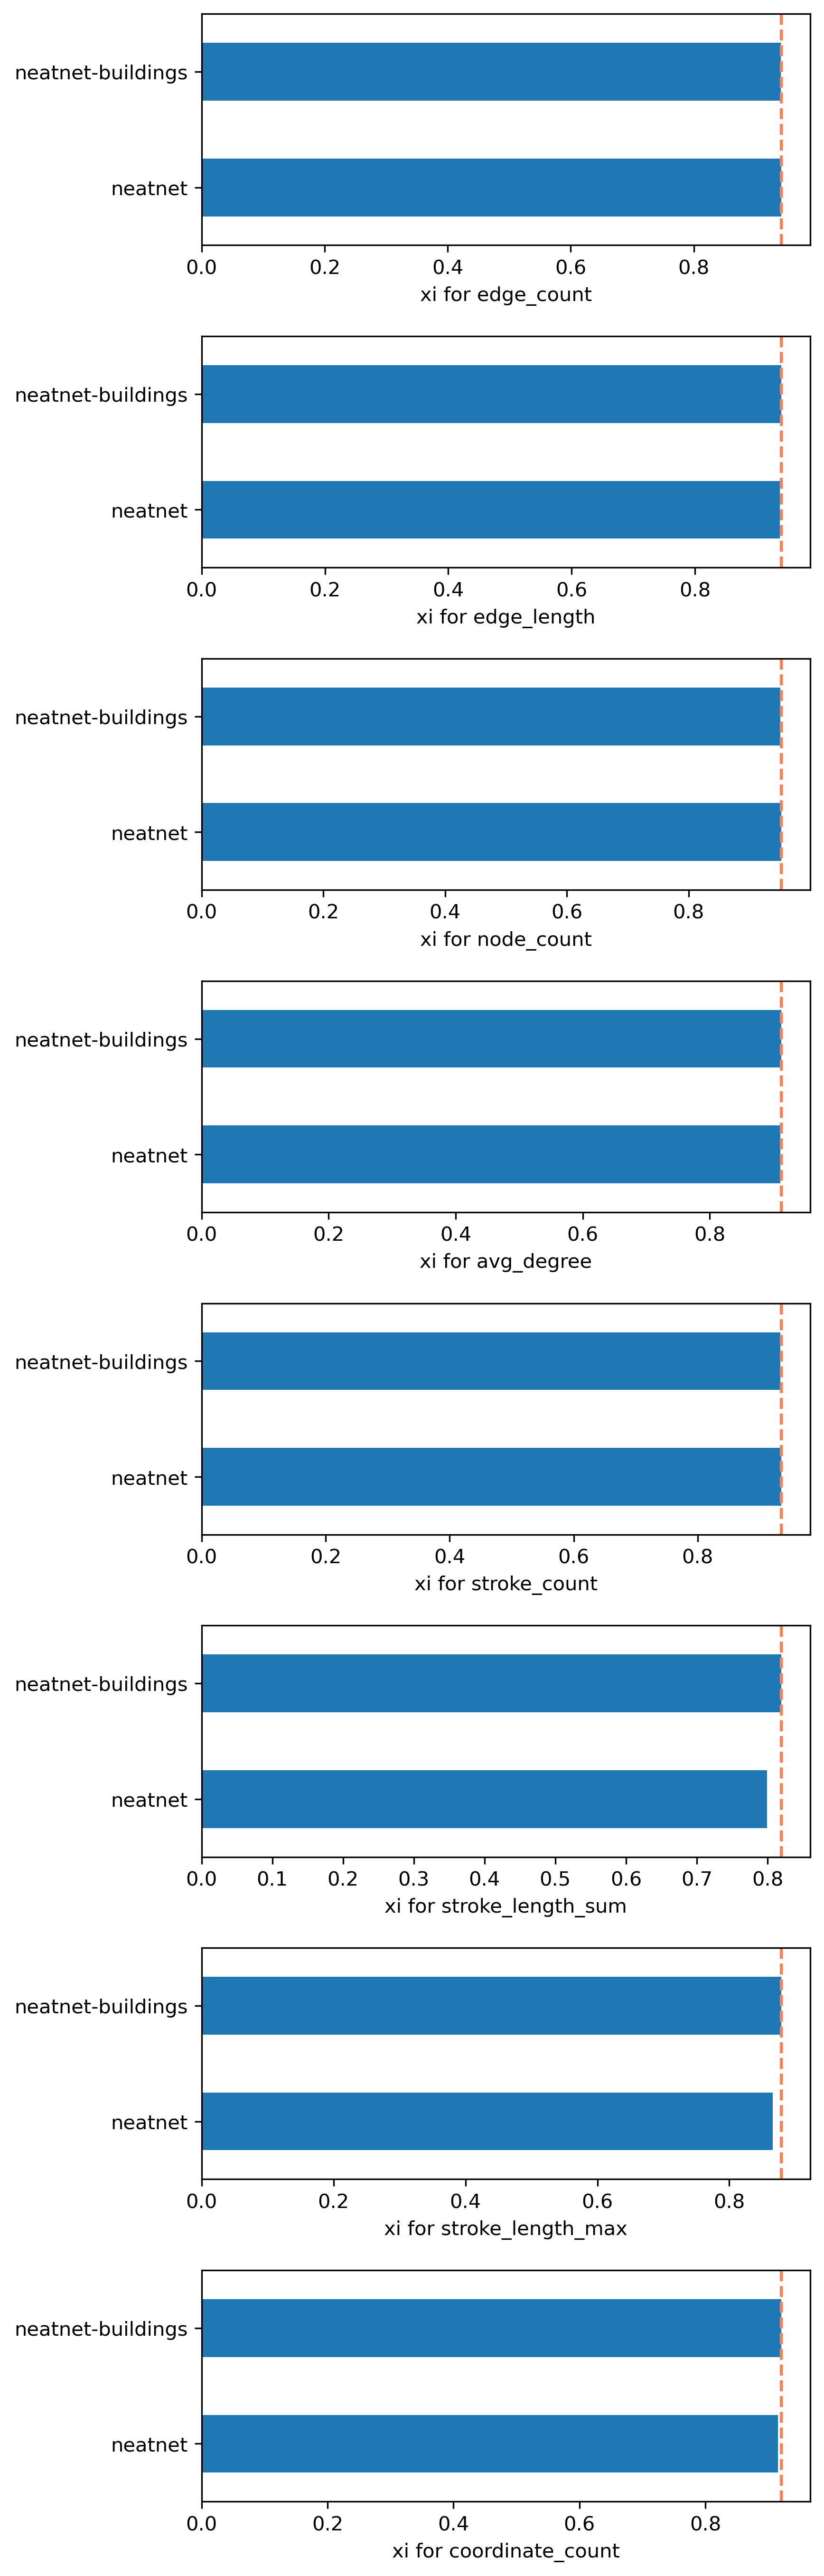 neatnet-buildings
neatnet
0.0 0.2 0.4 0.6 0.8
xi for edge_count
neatnet-buildings
neatnet
0.0 0.2 0.4 0.6 0.8
xi for edge_length
neatnet-buildings
neatnet
0.0 0.2 0.4 0.6 0.8
xi for node_count
neatnet-buildings
neatnet
0.0 0.2 0.4 0.6 0.8
xi for avg_degree
neatnet-buildings
neatnet
0.0 0.2 0.4 0.6 0.8
xi for stroke_count
neatnet-buildings
neatnet
0.0 0.1 0.2 0.3 0.4 0.5 0.6 0.7 0.8
xi for stroke_length_sum
neatnet-buildings
neatnet
0.0 0.2 0.4 0.6 0.8
xi for stroke_length_max
neatnet-buildings
neatnet
0.0 0.2 0.4 0.6 0.8
xi for coordinate_count